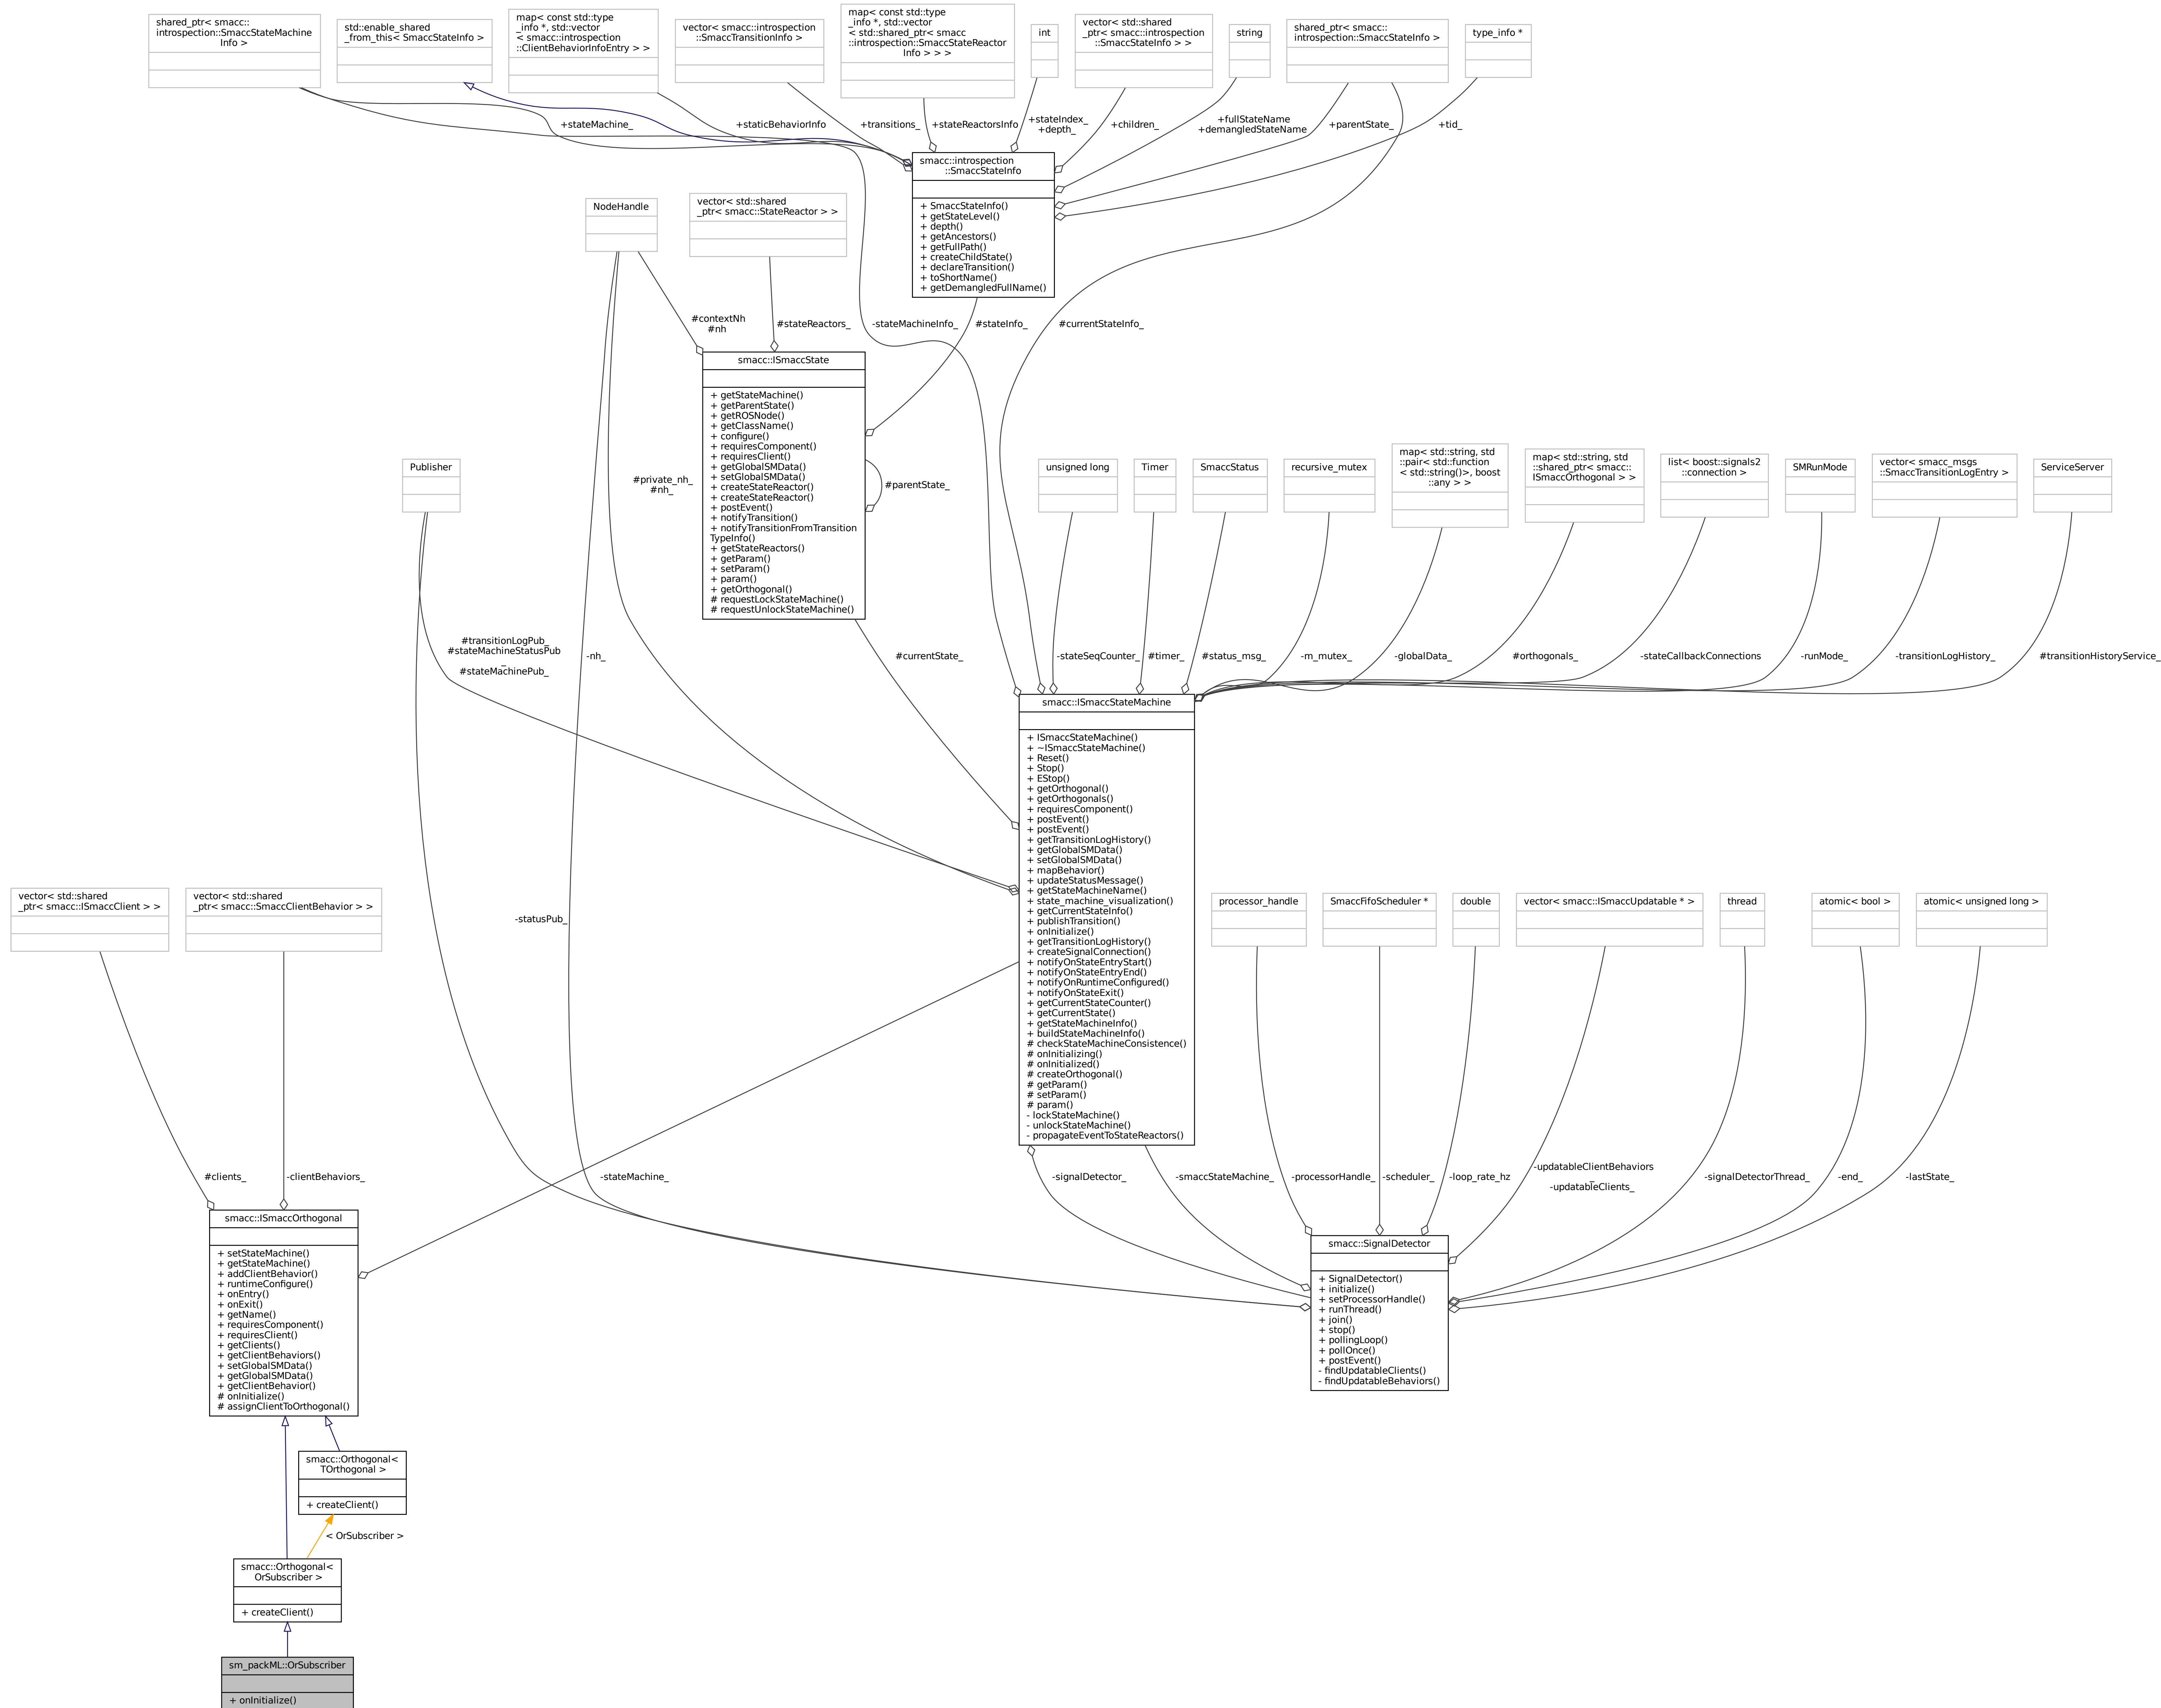 shared_ptr< smacc::
introspection::SmaccStateMachine
Info >
std::enable_shared
_from_this< SmaccStateInfo >
map< const std::type
_info *, std::vector
< smacc::introspection
::ClientBehaviorInfoEntry > >
vector< smacc::introspection
::SmaccTransitionInfo >
map< const std::type
_info *, std::vector
< std::shared_ptr< smacc
::introspection::SmaccStateReactor
Info > > >
int
vector< std::shared
_ptr< smacc::introspection
::SmaccStateInfo > >
string
shared_ptr< smacc::
introspection::SmaccStateInfo >
type_info *
+stateMachine_
+staticBehaviorInfo
+transitions_
+stateReactorsInfo
+stateIndex_
+depth_
+children_
+fullStateName
+demangledStateName
+parentState_
+tid_
smacc::introspection
::SmaccStateInfo
+ SmaccStateInfo()
+ getStateLevel()
+ depth()
+ getAncestors()
+ getFullPath()
+ createChildState()
+ declareTransition()
+ toShortName()
+ getDemangledFullName()
NodeHandle
vector< std::shared
_ptr< smacc::StateReactor > >
#contextNh
#nh
#stateReactors_
-stateMachineInfo_
#stateInfo_
#currentStateInfo_
smacc::ISmaccState
+ getStateMachine()
+ getParentState()
+ getROSNode()
+ getClassName()
+ configure()
+ requiresComponent()
+ requiresClient()
+ getGlobalSMData()
+ setGlobalSMData()
+ createStateReactor()
+ createStateReactor()
+ postEvent()
+ notifyTransition()
+ notifyTransitionFromTransition
TypeInfo()
+ getStateReactors()
+ getParam()
+ setParam()
+ param()
+ getOrthogonal()
# requestLockStateMachine()
# requestUnlockStateMachine()
#parentState_
#private_nh_
#nh_
Publisher
unsigned long
Timer
SmaccStatus
recursive_mutex
map< std::string, std
::pair< std::function
< std::string()>, boost
::any > >
map< std::string, std
::shared_ptr< smacc::
ISmaccOrthogonal > >
list< boost::signals2
::connection >
SMRunMode
vector< smacc_msgs
::SmaccTransitionLogEntry >
ServiceServer
#transitionLogPub_
#stateMachineStatusPub
_
#stateMachinePub_
-nh_
#currentState_
-stateSeqCounter_
#timer_
#status_msg_
-m_mutex_
-globalData_
#orthogonals_
-stateCallbackConnections
-runMode_
-transitionLogHistory_
#transitionHistoryService_
smacc::ISmaccStateMachine
+ ISmaccStateMachine()
+ ~ISmaccStateMachine()
+ Reset()
+ Stop()
+ EStop()
+ getOrthogonal()
+ getOrthogonals()
+ requiresComponent()
+ postEvent()
+ postEvent()
+ getTransitionLogHistory()
+ getGlobalSMData()
+ setGlobalSMData()
+ mapBehavior()
+ updateStatusMessage()
+ getStateMachineName()
+ state_machine_visualization()
+ getCurrentStateInfo()
+ publishTransition()
+ onInitialize()
+ getTransitionLogHistory()
+ createSignalConnection()
+ notifyOnStateEntryStart()
+ notifyOnStateEntryEnd()
+ notifyOnRuntimeConfigured()
+ notifyOnStateExit()
+ getCurrentStateCounter()
+ getCurrentState()
+ getStateMachineInfo()
+ buildStateMachineInfo()
# checkStateMachineConsistence()
# onInitializing()
# onInitialized()
# createOrthogonal()
# getParam()
# setParam()
# param()
- lockStateMachine()
- unlockStateMachine()
- propagateEventToStateReactors()
vector< std::shared
_ptr< smacc::ISmaccClient > >
vector< std::shared
_ptr< smacc::SmaccClientBehavior > >
-statusPub_
processor_handle
SmaccFifoScheduler *
double
vector< smacc::ISmaccUpdatable * >
thread
atomic< bool >
atomic< unsigned long >
#clients_
-clientBehaviors_
-stateMachine_
-signalDetector_
-smaccStateMachine_
-processorHandle_
-scheduler_
-loop_rate_hz
-updatableClientBehaviors
_
-updatableClients_
-signalDetectorThread_
-end_
-lastState_
smacc::ISmaccOrthogonal
+ setStateMachine()
+ getStateMachine()
+ addClientBehavior()
+ runtimeConfigure()
+ onEntry()
+ onExit()
+ getName()
+ requiresComponent()
+ requiresClient()
+ getClients()
+ getClientBehaviors()
+ setGlobalSMData()
+ getGlobalSMData()
+ getClientBehavior()
# onInitialize()
# assignClientToOrthogonal()
smacc::SignalDetector
+ SignalDetector()
+ initialize()
+ setProcessorHandle()
+ runThread()
+ join()
+ stop()
+ pollingLoop()
+ pollOnce()
+ postEvent()
- findUpdatableClients()
- findUpdatableBehaviors()
smacc::Orthogonal<
TOrthogonal >
+ createClient()
< OrSubscriber >
smacc::Orthogonal<
OrSubscriber >
+ createClient()
sm_packML::OrSubscriber
+ onInitialize()